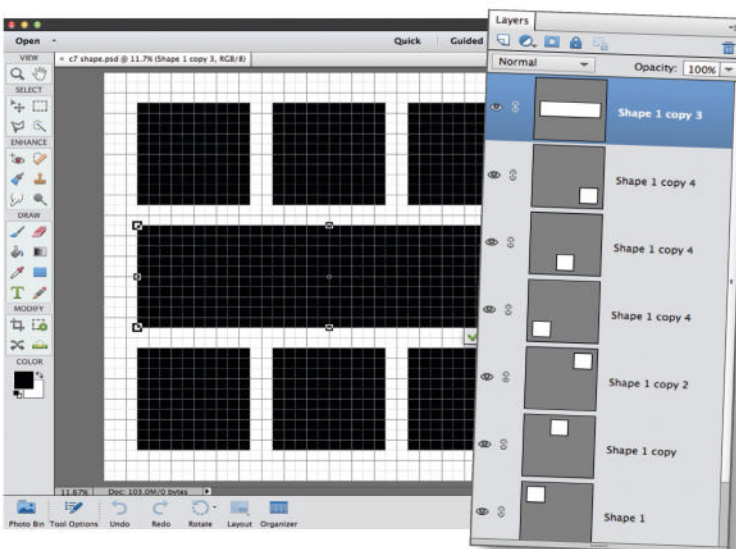 Open
Quick
Guided
VIEW
× c7 shape.psd @ 11.7% (Shape 1 copy 3, RGB/8)
SELECT
ENHANCE
DRAW
T
MODIFY
COLOR
11.67%
Doc: 103.0M/0 bytes
Photo Bin
Tool Options
Undo
Redo
Rotate
Layout
Organizer
Layers
Normal
Opacity: 100%
Shape 1 copy 3
Shape 1 copy 4
Shape 1 copy 4
Shape 1 copy 4
Shape 1 copy 2
Shape 1 copy
Shape 1